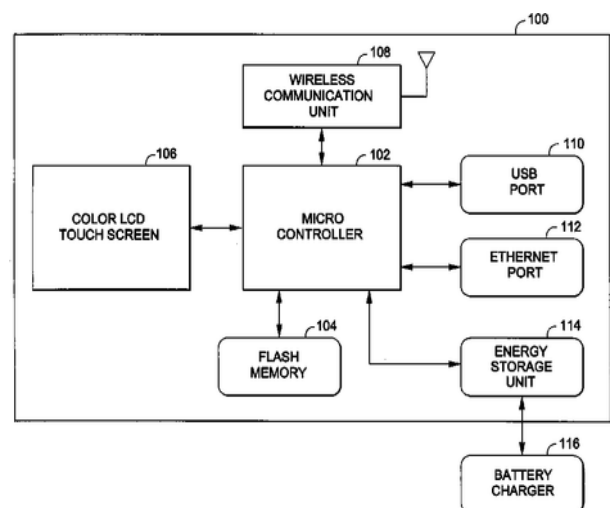 100
108
WIRELESS
COMMUNICATION
UNIT
106
COLOR LCD
TOUCH SCREEN
102
MICRO
CONTROLLER
110
USB
PORT
112
ETHERNET
PORT
104
FLASH
MEMORY
114
ENERGY
STORAGE
UNIT
116
BATTERY
CHARGER